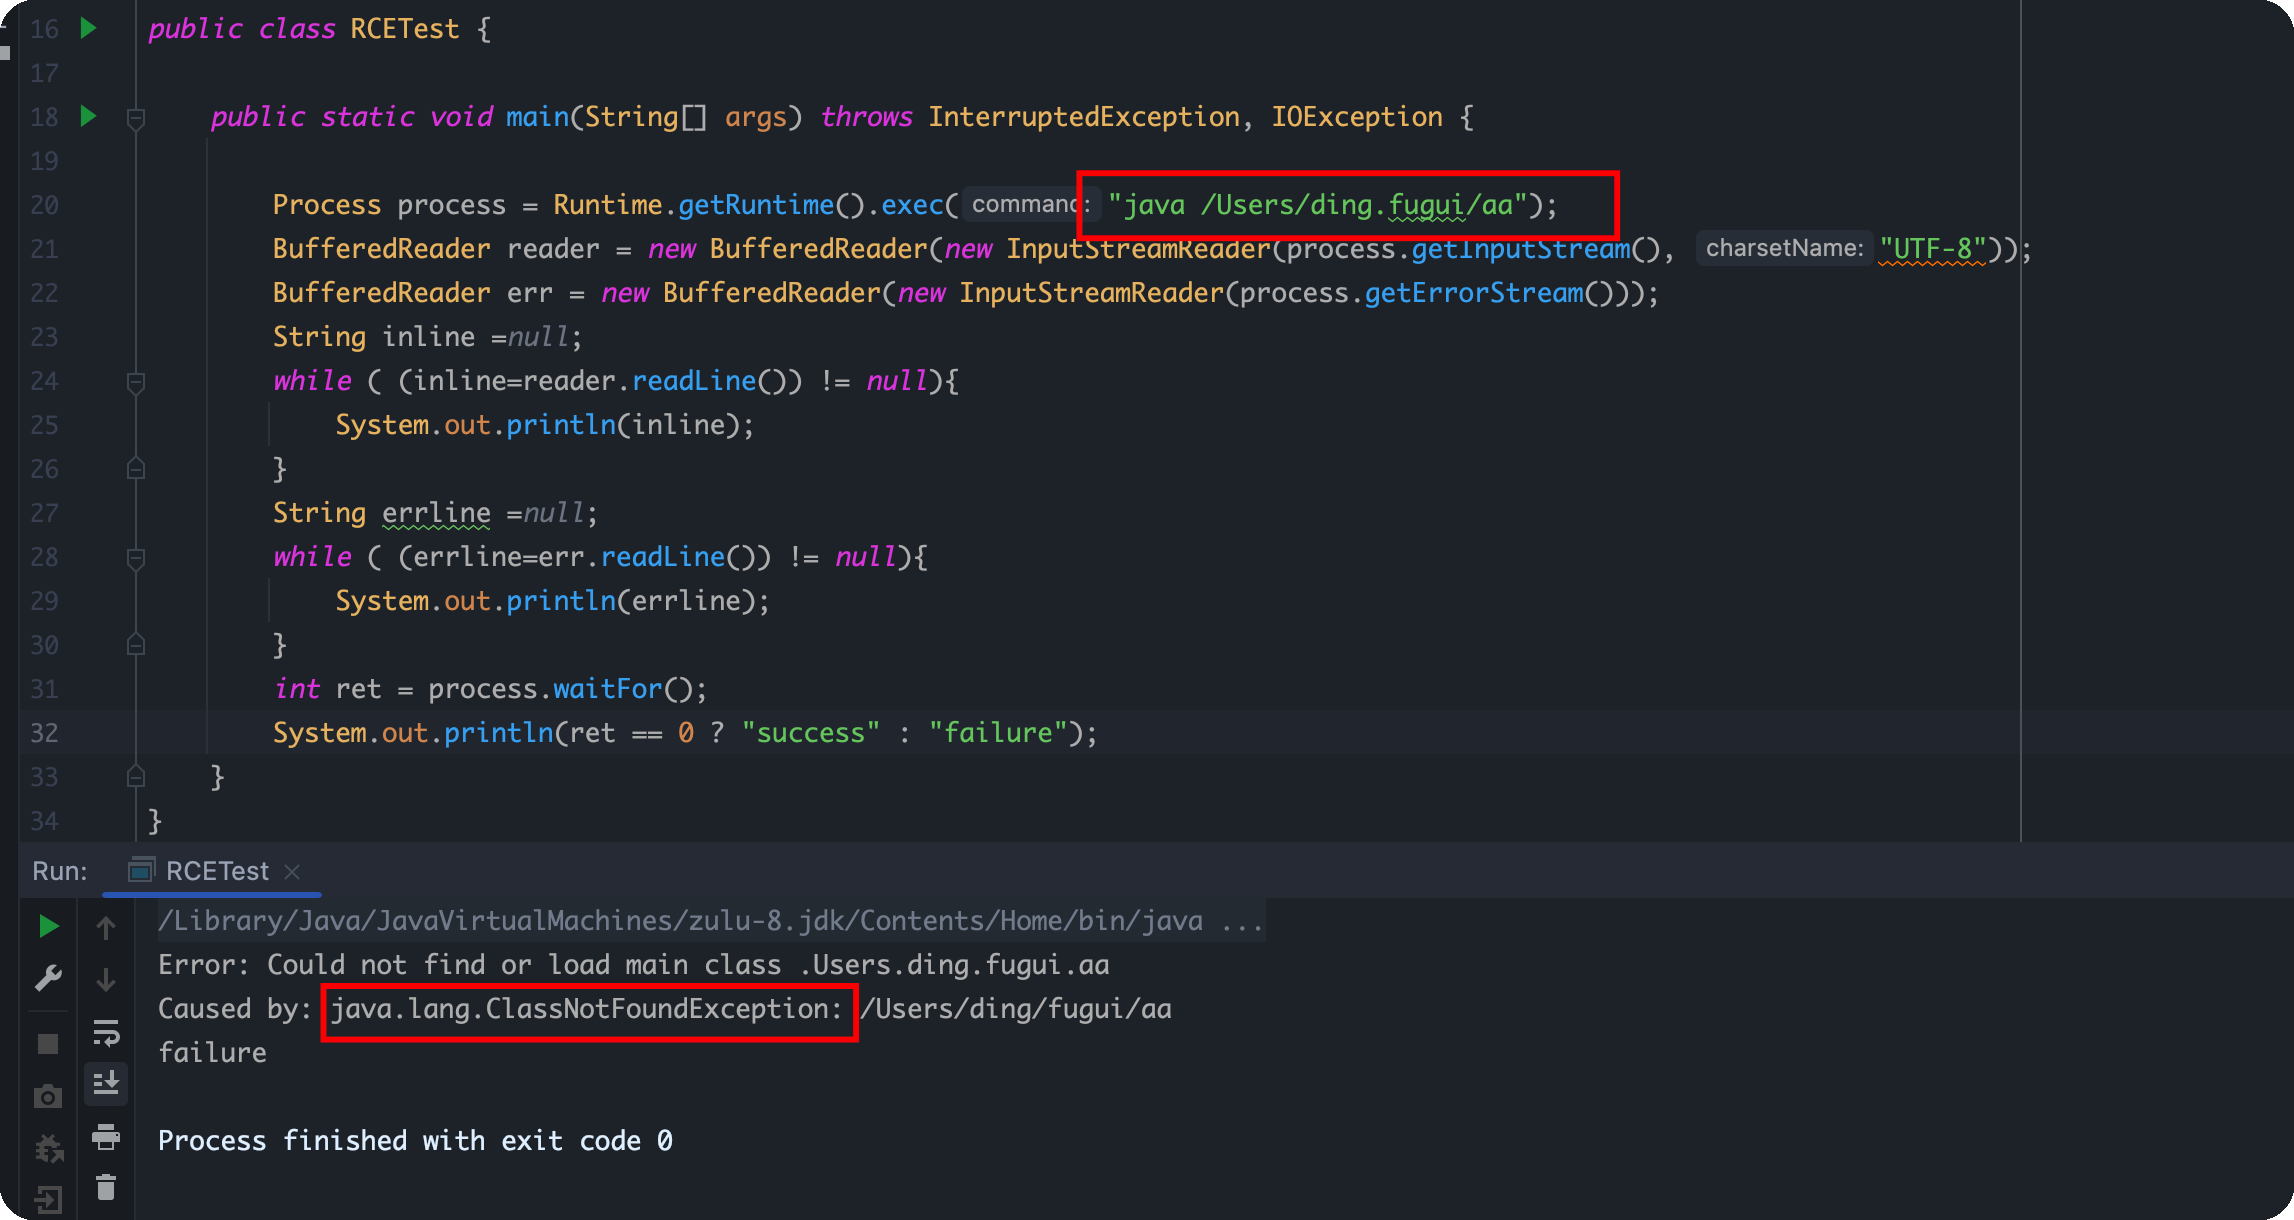 16 public class RCETest {
17
18 public static void main(String[] args) throws InterruptedException, IOException {
19
20 Process process = Runtime.getRuntime().exec( command: "java /Users/ding.fugui/aa");
21 BufferedReader reader = new BufferedReader(new InputStreamReader(process.getInputStream(), charsetName: "UTF-8"));
22 BufferedReader err = new BufferedReader(new InputStreamReader(process.getErrorStream()));
23 String inline =null;
24 while ( (inline=reader.readLine()) != null){
25 System.out.println(inline);
26 }
27 String errline =null;
28 while ( (errline=err.readLine()) != null){
29 System.out.println(errline);
30 }
31 int ret = process.waitFor();
32 System.out.println(ret == 0 ? "success" : "failure");
33 }
34 }
Run: RCETest
/Library/Java/JavaVirtualMachines/zulu-8.jdk/Contents/Home/bin/java ...
Error: Could not find or load main class .Users.ding.fugui.aa
Caused by: java.lang.ClassNotFoundException: /Users/ding/fugui/aa
failure
Process finished with exit code 0